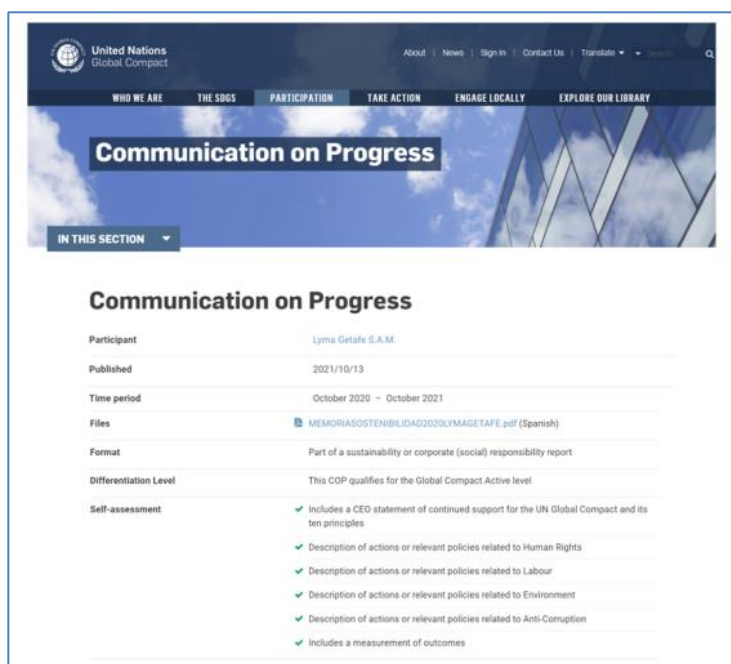 United Nations
Global Compact
About | News | Sign In | Contact Us | Translate
Search
WHO WE ARE THE SDGS PARTICIPATION TAKE ACTION ENGAGE LOCALLY EXPLORE OUR LIBRARY
Communication on Progress
IN THIS SECTION
Communication on Progress
Participant Lyma Getafe S.A.M.
Published 2021/10/13
Time period October 2020 – October 2021
Files MEMORIASOSTENIBILIDAD2020LYMAGETAFE.pdf (Spanish)
Format Part of a sustainability or corporate (social) responsibility report
Differentiation Level This COP qualifies for the Global Compact Active level
Self-assessment Includes a CEO statement of continued support for the UN Global Compact and its
ten principles
Description of actions or relevant policies related to Human Rights
Description of actions or relevant policies related to Labour
Description of actions or relevant policies related to Environment
Description of actions or relevant policies related to Anti-Corruption
Includes a measurement of outcomes